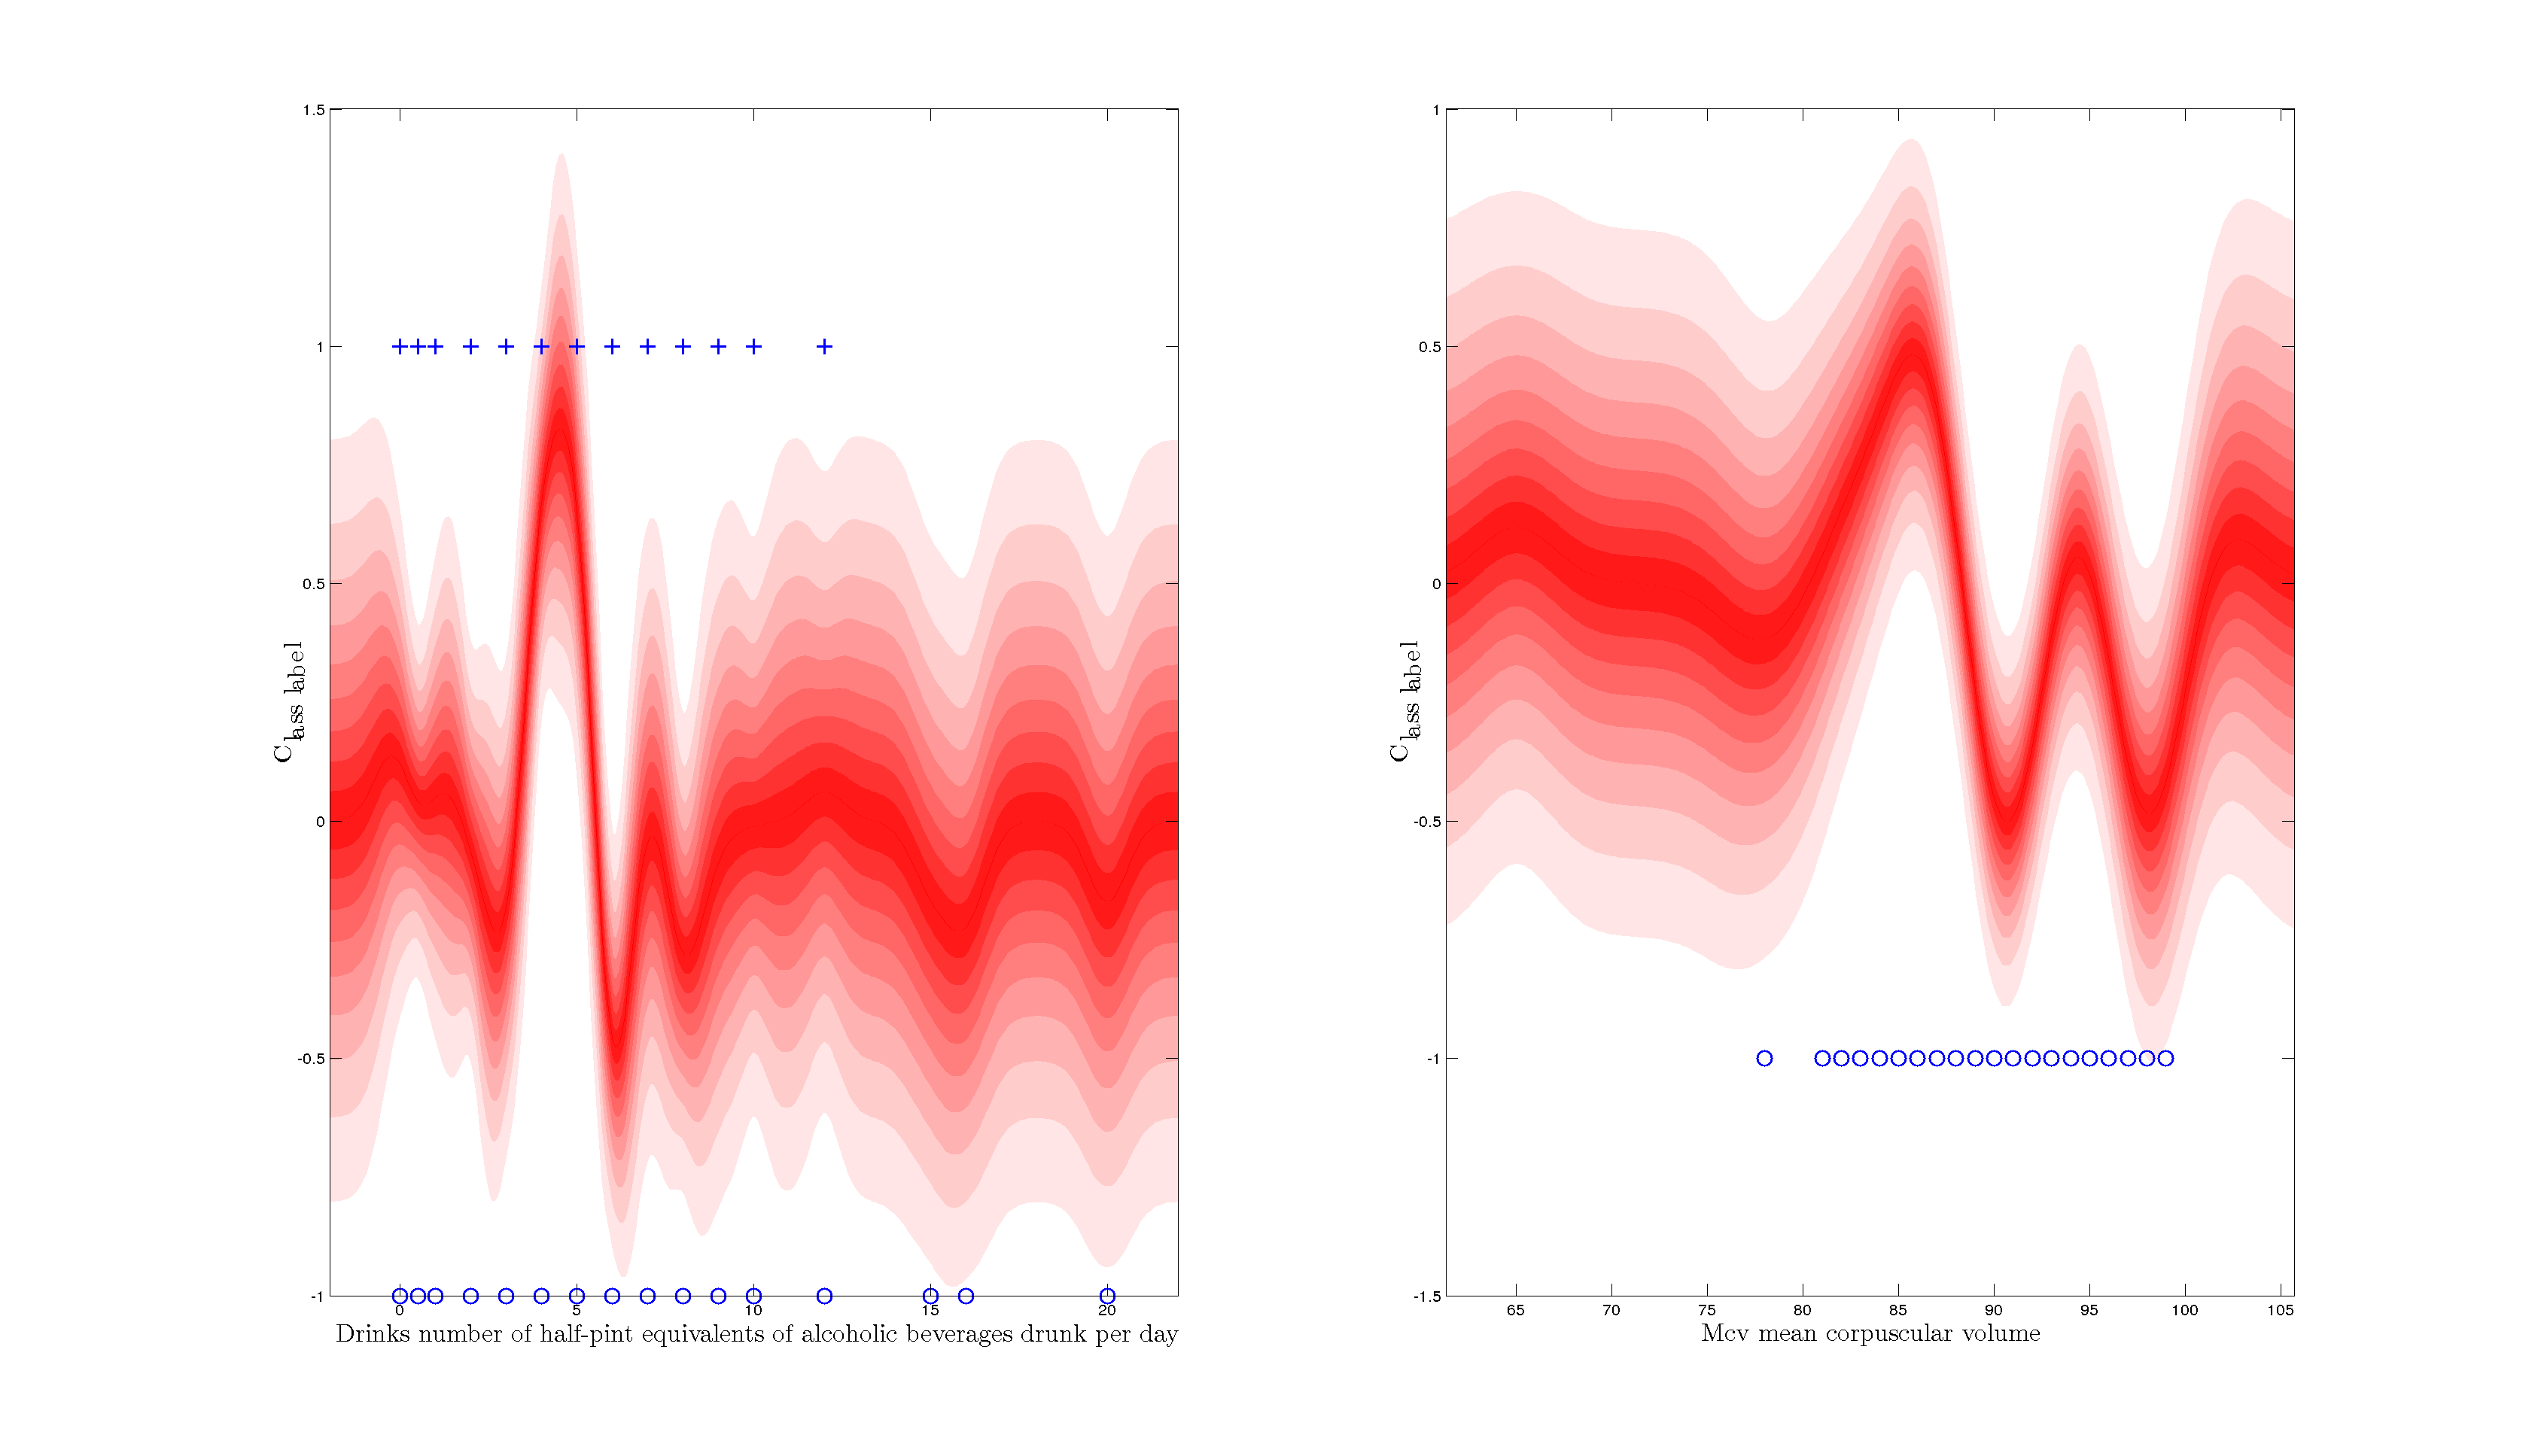 1.5
1
0.5
0
-0.5
-1
0 5 10 15 20
Class label
Drinks number of half-pint equivalents of alcoholic beverages drunk per day
1
0.5
0
-0.5
-1
-1.5
65 70 75 80 85 90 95 100 105
Class label
Mcv mean corpuscular volume